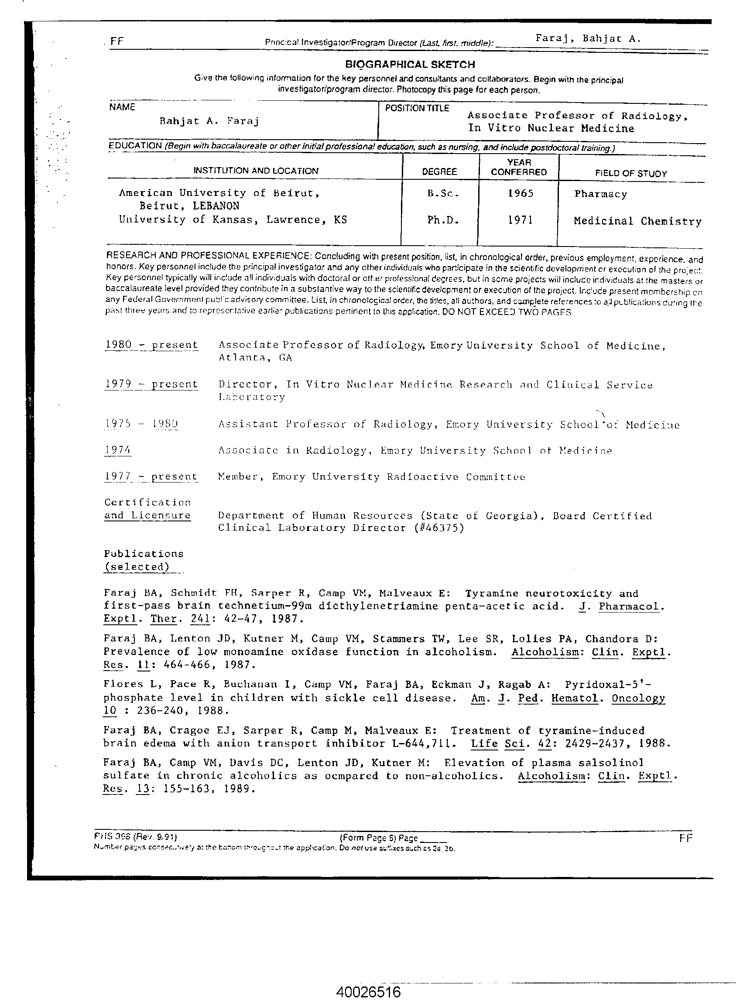 FF Principal Investigator/Program Director (Last, first, middle): Faraj, Bahjat A.
BIOGRAPHICAL SKETCH
Give the following information for the key personnel and consultants and collaborators. Begin with the principal
investigator/program director. Photocopy this page for each person.
NAME POSITION TITLE
Bahjat A. Faraj Associate Professor of Radiology,
In Vitro Nuclear Medicine
EDUCATION (Begin with baccalaureate or other initial professional education, such as nursing, and include postdoctoral training.)
INSTITUTION AND LOCATION DEGREE YEAR CONFERRED FIELD OF STUDY
American University of Beirut, B.Sc. 1965 Pharmacy
Beirut, LEBANON
University of Kansas, Lawrence, KS Ph.D. 1971 Medicinal Chemistry
RESEARCH AND PROFESSIONAL EXPERIENCE: Concluding with present position, list, in chronological order, previous employment, experience, and
honors. Key personnel include the principal investigator and any other individuals who participate in the scientific development or execution of the project.
Key personnel typically will include all individuals with doctoral or other professional degrees, but in some projects will include individuals at the masters or
baccalaureate level provided they contribute in a substantive way to the scientific development or execution of the project. Include present membership on
any Federal Government public advisory committee. List, in chronological order, the titles, all authors, and complete references to all publications during the
past three years and to representative earlier publications pertinent to this application. DO NOT EXCEED TWO PAGES.
1980 - present Associate Professor of Radiology, Emory University School of Medicine,
Atlanta, GA
1979 - present Director, In Vitro Nuclear Medicine Research and Clinical Service
Laboratory
1975 - 1980 Assistant Professor of Radiology, Emory University School of Medicine
1974 Associate in Radiology, Emory University School of Medicine
1977 - present Member, Emory University Radioactive Committee
Certification
and Licensure Department of Human Resources (State of Georgia), Board Certified
Clinical Laboratory Director (#46375)
Publications
(selected)
Faraj BA, Schmidt FH, Sarper R, Camp VM, Malveaux E: Tyramine neurotoxicity and
first-pass brain technetium-99m diethylenetriamine penta-acetic acid. J. Pharmacol.
Exptl. Ther. 241: 42-47, 1987.
Faraj BA, Lenton JD, Kutner M, Camp VM, Stammers TW, Lee SR, Lolies PA, Chandora D:
Prevalence of low monoamine oxidase function in alcoholism. Alcoholism: Clin. Exptl.
Res. 11: 464-466, 1987.
Flores L, Pace R, Buchanan I, Camp VM, Faraj BA, Eckman J, Ragab A: Pyridoxal-5'-
phosphate level in children with sickle cell disease. Am. J. Ped. Hematol. Oncology
10 : 236-240, 1988.
Faraj BA, Cragoe EJ, Sarper R, Camp M, Malveaux E: Treatment of tyramine-induced
brain edema with anion transport inhibitor L-644,711. Life Sci. 42: 2429-2437, 1988.
Faraj BA, Camp VM, Davis DC, Lenton JD, Kutner M: Elevation of plasma salsolinol
sulfate in chronic alcoholics as ocmpared to non-alcoholics. Alcoholism: Clin. Exptl.
Res. 13: 155-163, 1989.
PHS 398 (Rev. 9/91) (Form Page 6) Page FF
Number pages consecutively at the bottom throughout the application. Do not use suffixes such as 3a, 3b.
40026516